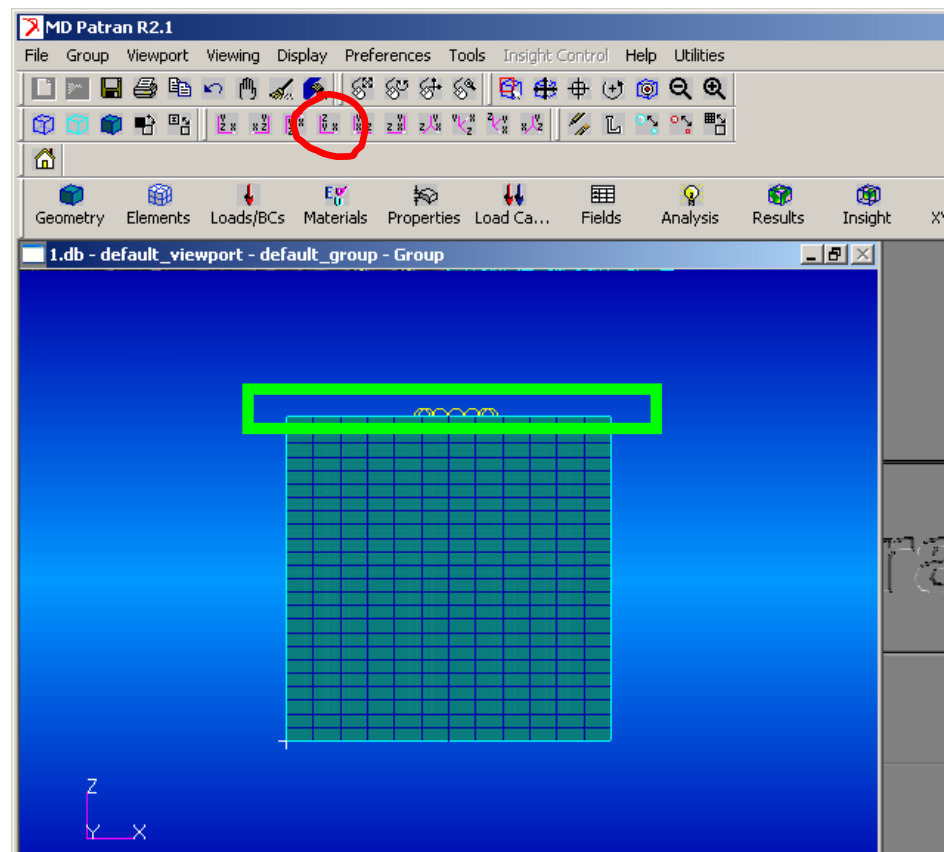 MD Patran R2.1
File Group Viewport Viewing Display Preferences Tools Insight Control Help Utilities
Geometry Elements Loads/BCs Materials Properties Load Ca... Fields Analysis Results Insight XY
1.db - default_viewport - default_group - Group
Z
Y X